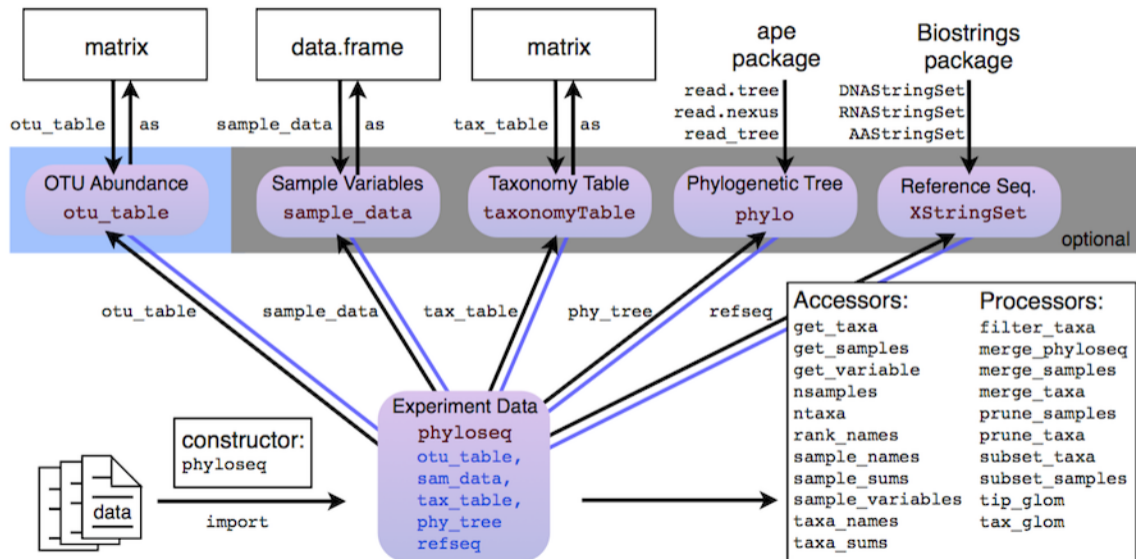 matrix
data.frame
matrix
ape
package
Biostrings
package
otu_table
as
sample_data
as
tax_table
as
read.tree
read.nexus
read_tree
DNAStringSet
RNAStringSet
AAStringSet
OTU Abundance
otu_table
Sample Variables
sample_data
Taxonomy Table
taxonomyTable
Phylogenetic Tree
phylo
Reference Seq.
XStringSet
optional
otu_table
sample_data
tax_table
phy_tree
refseq
Experiment Data
phyloseq
otu_table,
sam_data,
tax_table,
phy_tree
refseq
constructor:
phyloseq
data
import
Accessors:
get_taxa
get_samples
get_variable
nsamples
ntaxa
rank_names
sample_names
sample_sums
sample_variables
taxa_names
taxa_sums
Processors:
filter_taxa
merge_phyloseq
merge_samples
merge_taxa
prune_samples
prune_taxa
subset_taxa
subset_samples
tip_glom
tax_glom